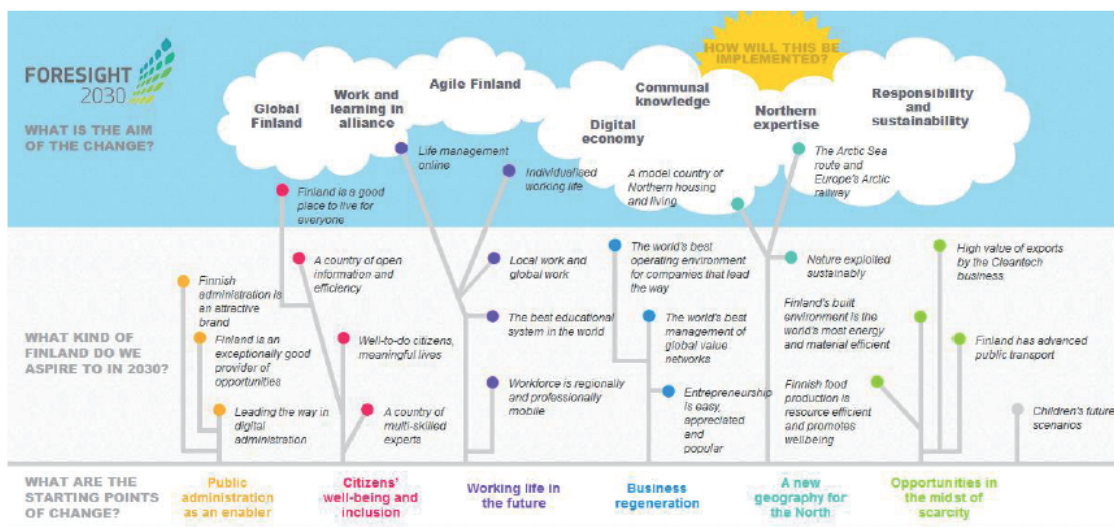 HOW WILL THIS BE
IMPLEMENTED?
FORESIGHT
2030
WHAT IS THE AIM
OF THE CHANGE?
Global
Finland
Work and
learning in
alliance
Agile Finland
Digital
economy
Communal
knowledge
Northern
expertise
Responsibility
and
sustainability
Life management
online
Individualised
working life
A model country of
Northern housing
and living
The Arctic Sea
route and
Europe's Arctic
railway
Finland is a good
place to live for
everyone
WHAT KIND OF
FINLAND DO WE
ASPIRE TO IN 2030?
Finnish
administration is
an attractive
brand
Finland is an
exceptionally good
provider of
opportunities
Leading the way in
digital
administration
A country of open
information and
efficiency
Well-to-do citizens,
meaningful lives
A country of
multi-skilled
experts
Local work and
global work
The best educational
system in the world
Workforce is regionally
and professionally
mobile
The world's best
operating environment
for companies that lead
the way
The world's best
management of
global value
networks
Entrepreneurship
is easy,
appreciated
and
popular
Nature exploited
sustainably
Finland's built
environment is the
world's most energy
and material efficient
Finnish food
production is
resource efficient
and promotes
wellbeing
High value of exports
by the Cleantech
business
Finland has advanced
public transport
Children's future
scenarios
WHAT ARE THE
STARTING POINTS
OF CHANGE?
Public
administration
as an enabler
Citizens'
well-being and
inclusion
Working life in
the future
Business
regeneration
A new
geography for
the North
Opportunities in
the midst of
scarcity